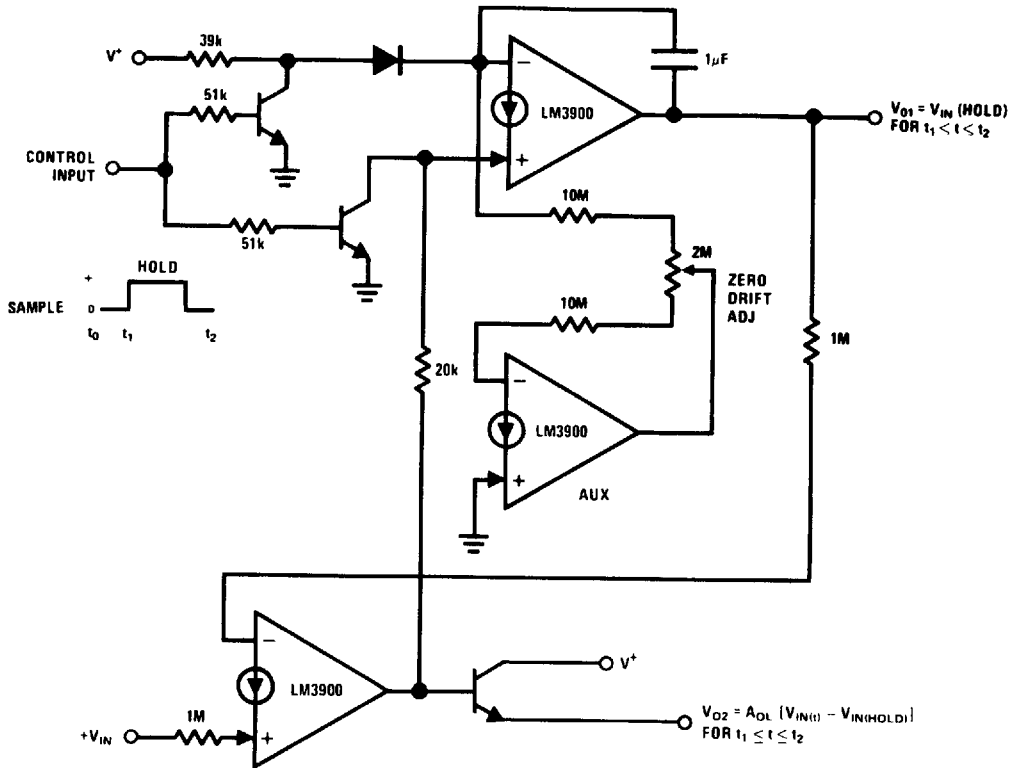 39k
V+
51k
CONTROL
INPUT
51k
HOLD
+
SAMPLE
0
t0 t1 t2
−
LM3900
+
1µF
VO1 = VIN (HOLD)
FOR t1 < t < t2
10M
2M
ZERO
DRIFT
ADJ
10M
1M
20k
−
LM3900
+
AUX
−
LM3900
+
1M
+VIN
V+
VO2 = AOL [VIN(t) − VIN(HOLD)]
FOR t1 ≤ t ≤ t2